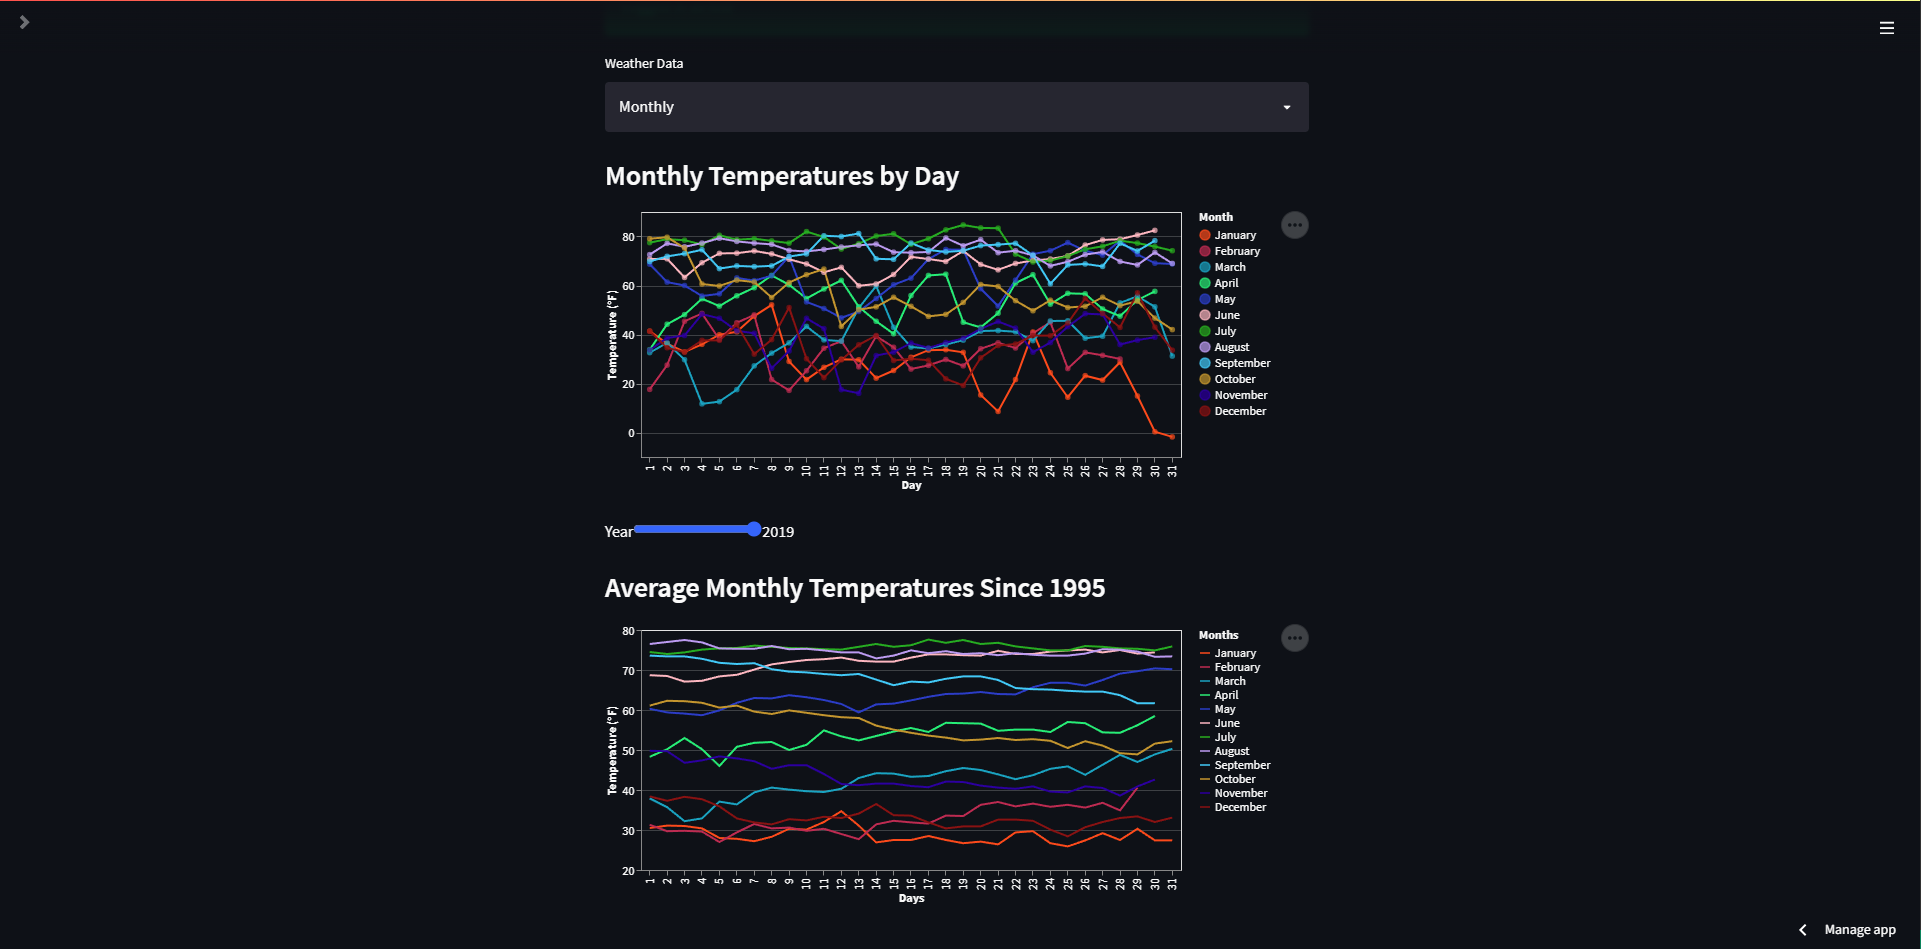 Weather Data
Monthly
Monthly Temperatures by Day
Temperature (°F)
80
60
40
20
0
1 2 3 4 5 6 7 8 9 10 11 12 13 14 15 16 17 18 19 20 21 22 23 24 25 26 27 28 29 30 31
Day
Month
January
February
March
April
May
June
July
August
September
October
November
December
Year 2019
Average Monthly Temperatures Since 1995
Temperature (°F)
80
70
60
50
40
30
20
1 2 3 4 5 6 7 8 9 10 11 12 13 14 15 16 17 18 19 20 21 22 23 24 25 26 27 28 29 30 31
Days
Months
January
February
March
April
May
June
July
August
September
October
November
December
Manage app